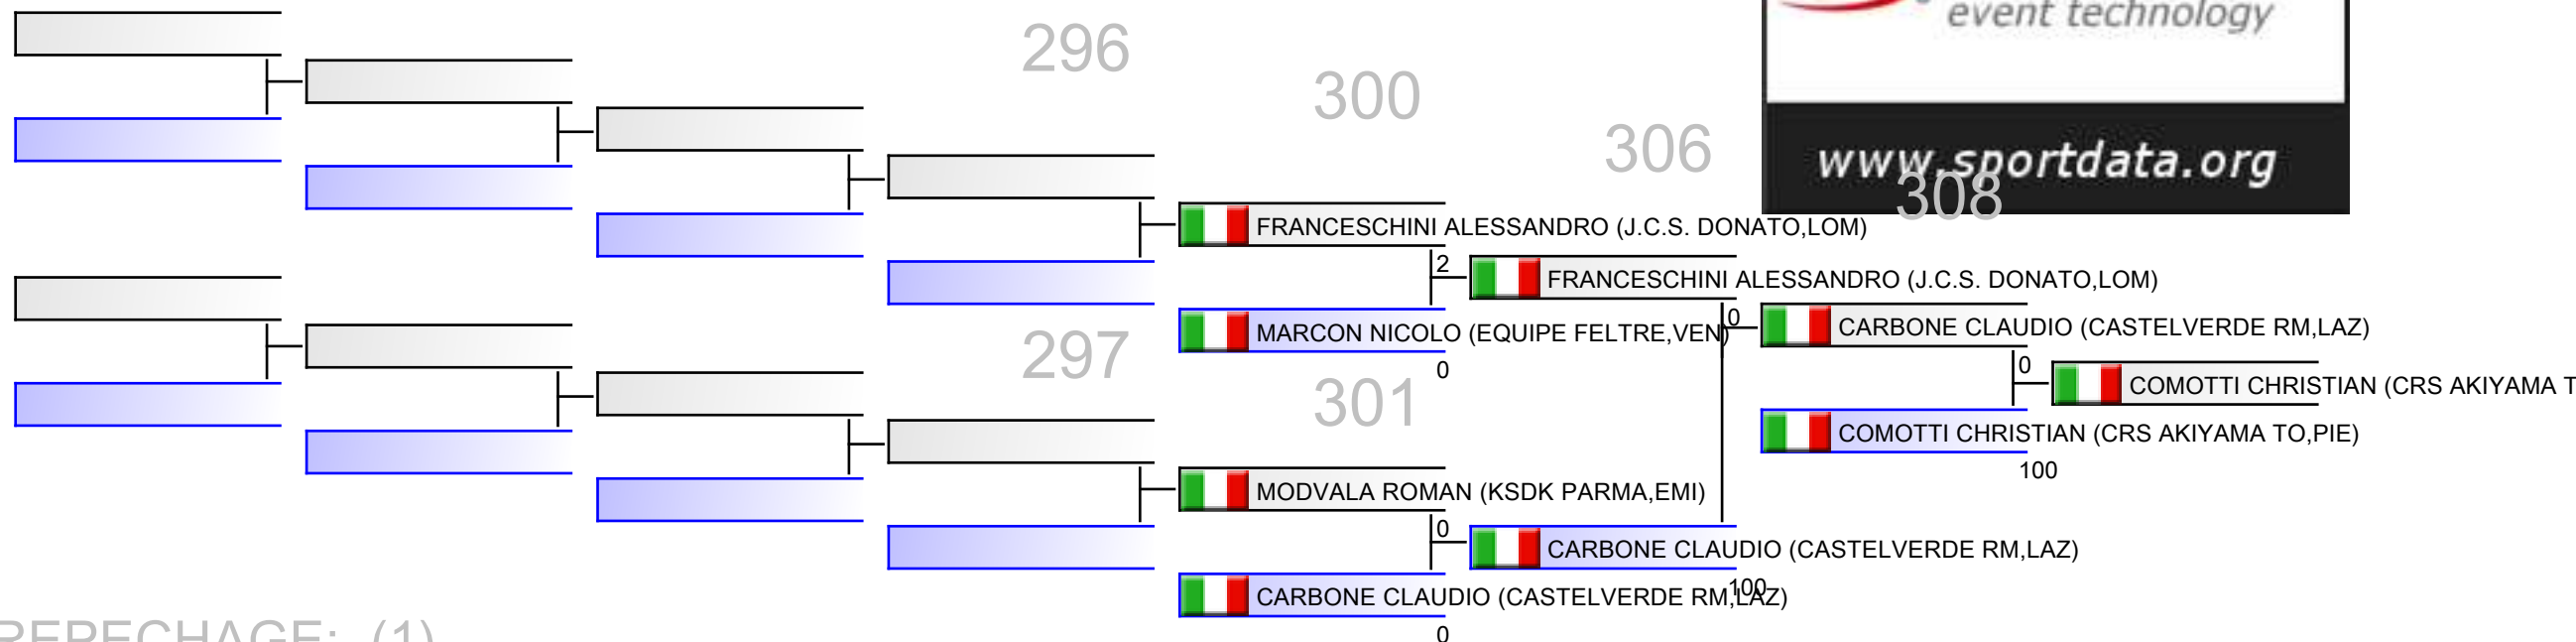 event technology
296
300
306
www.sportdata.org
308
FRANCESCHINI ALESSANDRO (J.C.S. DONATO,LOM)
2
FRANCESCHINI ALESSANDRO (J.C.S. DONATO,LOM)
MARCON NICOLO (EQUIPE FELTRE,VEN)
0
0
CARBONE CLAUDIO (CASTELVERDE RM,LAZ)
297
301
0
COMOTTI CHRISTIAN (CRS AKIYAMA T
COMOTTI CHRISTIAN (CRS AKIYAMA TO,PIE)
100
MODVALA ROMAN (KSDK PARMA,EMI)
0
CARBONE CLAUDIO (CASTELVERDE RM,LAZ)
100
CARBONE CLAUDIO (CASTELVERDE RM,LAZ)
0
REPECHAGE: (1)